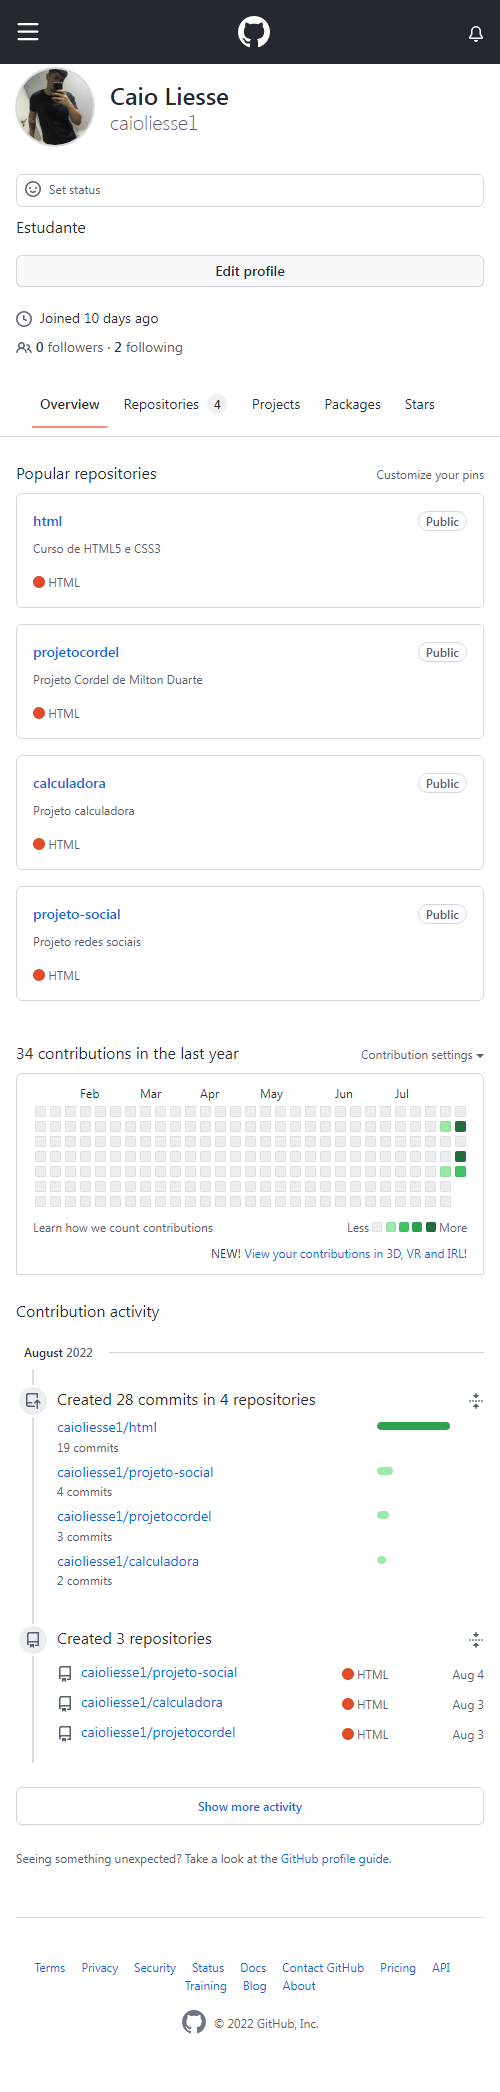 Caio Liesse
caioliesse1
Set status
Estudante
Edit profile
Joined 10 days ago
0 followers · 2 following
Overview Repositories 4 Projects Packages Stars
Popular repositories Customize your pins
html Public
Curso de HTML5 e CSS3
HTML
projetocordel Public
Projeto Cordel de Milton Duarte
HTML
calculadora Public
Projeto calculadora
HTML
projeto-social Public
Projeto redes sociais
HTML
34 contributions in the last year Contribution settings
Feb Mar Apr May Jun Jul
Learn how we count contributions Less More
NEW! View your contributions in 3D, VR and IRL!
Contribution activity
August 2022
Created 28 commits in 4 repositories
caioliesse1/html
19 commits
caioliesse1/projeto-social
4 commits
caioliesse1/projetocordel
3 commits
caioliesse1/calculadora
2 commits
Created 3 repositories
caioliesse1/projeto-social HTML Aug 4
caioliesse1/calculadora HTML Aug 3
caioliesse1/projetocordel HTML Aug 3
Show more activity
Seeing something unexpected? Take a look at the GitHub profile guide.
Terms Privacy Security Status Docs Contact GitHub Pricing API
Training Blog About
© 2022 GitHub, Inc.